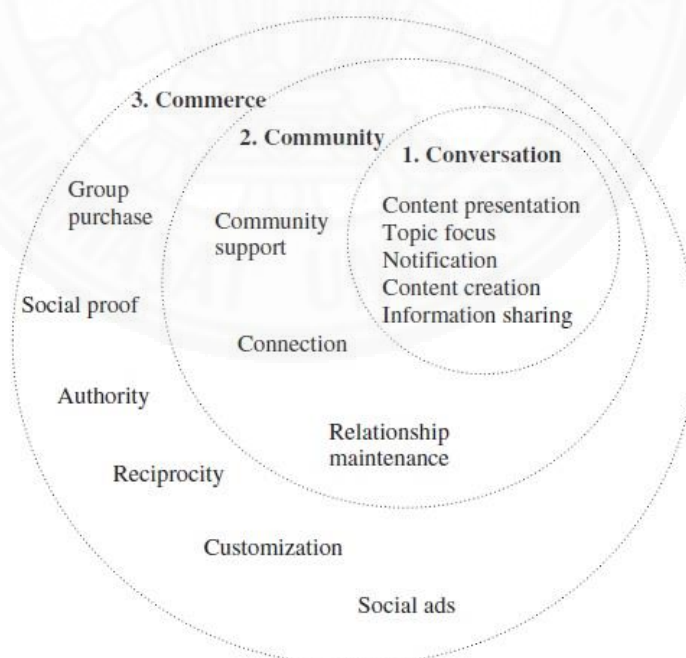 3. Commerce
2. Community
1. Conversation
Group
purchase
Content presentation
Community
support
Topic focus
Notification
Content creation
Social proof
Information sharing
Connection
Authority
Relationship
maintenance
Reciprocity
Customization
Social ads